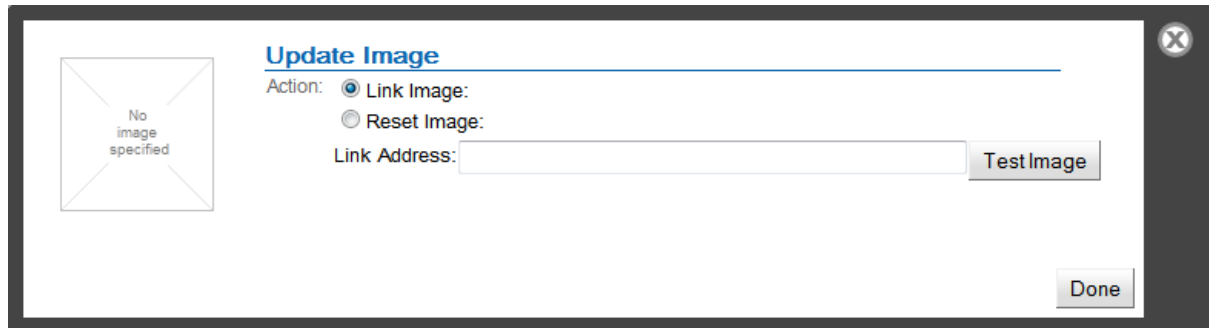 No
image
specified
Update Image
Action: Link Image:
Reset Image:
Link Address: Test Image
Done